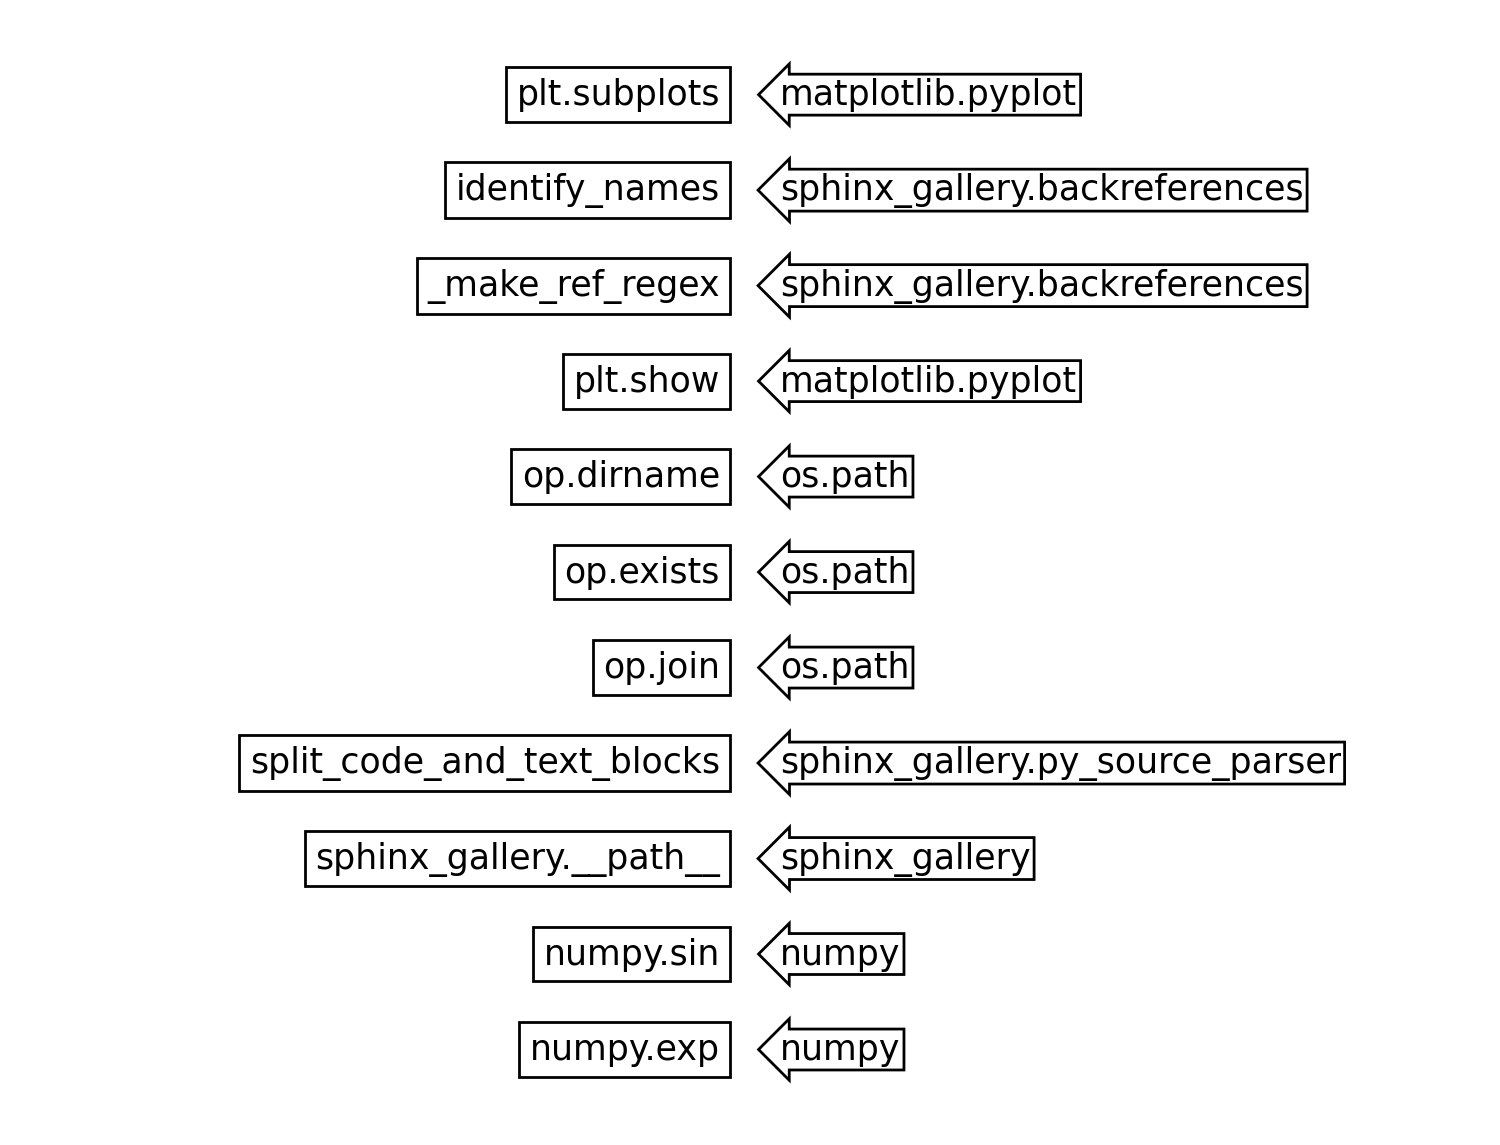 plt.subplots matplotlib.pyplot
identify_names sphinx_gallery.backreferences
_make_ref_regex sphinx_gallery.backreferences
plt.show matplotlib.pyplot
op.dirname os.path
op.exists os.path
op.join os.path
split_code_and_text_blocks sphinx_gallery.py_source_parser
sphinx_gallery.__path__ sphinx_gallery
numpy.sin numpy
numpy.exp numpy